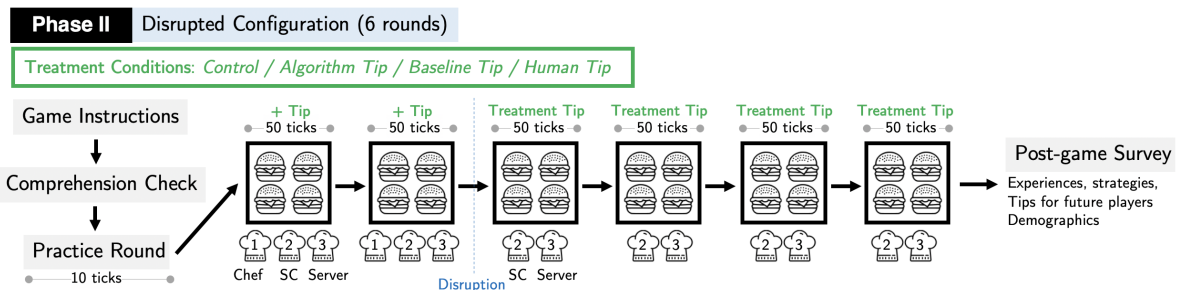 Phase II Disrupted Configuration (6 rounds)
Treatment Conditions: Control / Algorithm Tip / Baseline Tip / Human Tip
Game Instructions
Comprehension Check
Practice Round
10 ticks
+ Tip + Tip Treatment Tip Treatment Tip Treatment Tip Treatment Tip
50 ticks 50 ticks 50 ticks 50 ticks 50 ticks 50 ticks
1 2 3 1 2 3 2 3 2 3 2 3 2 3
Chef SC Server SC Server
Disruption
Post-game Survey
Experiences, strategies,
Tips for future players
Demographics